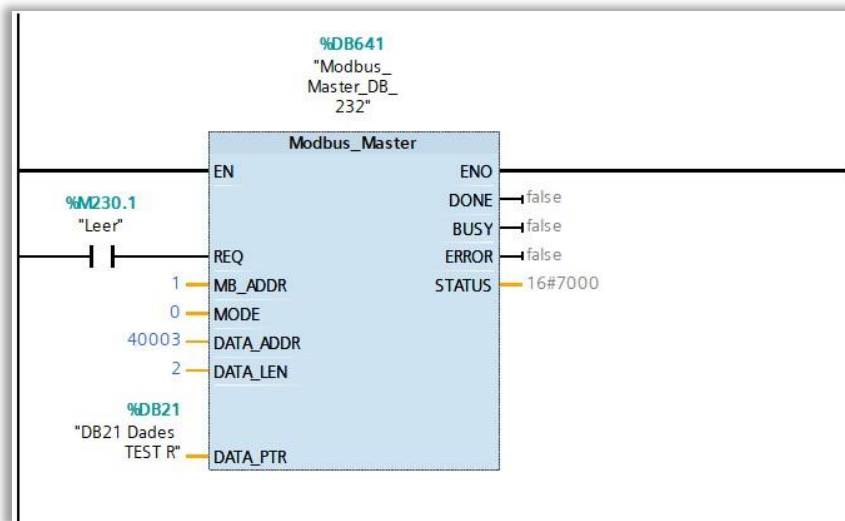 %DB641
"Modbus_
Master_DB_
232"
Modbus_Master
EN ENO
DONE false
%M230.1
"Leer"
BUSY false
REQ ERROR false
1 MB_ADDR STATUS 16#7000
0 MODE
40003 DATA_ADDR
2 DATA_LEN
%DB21
"DB21 Dades
TEST R" DATA_PTR